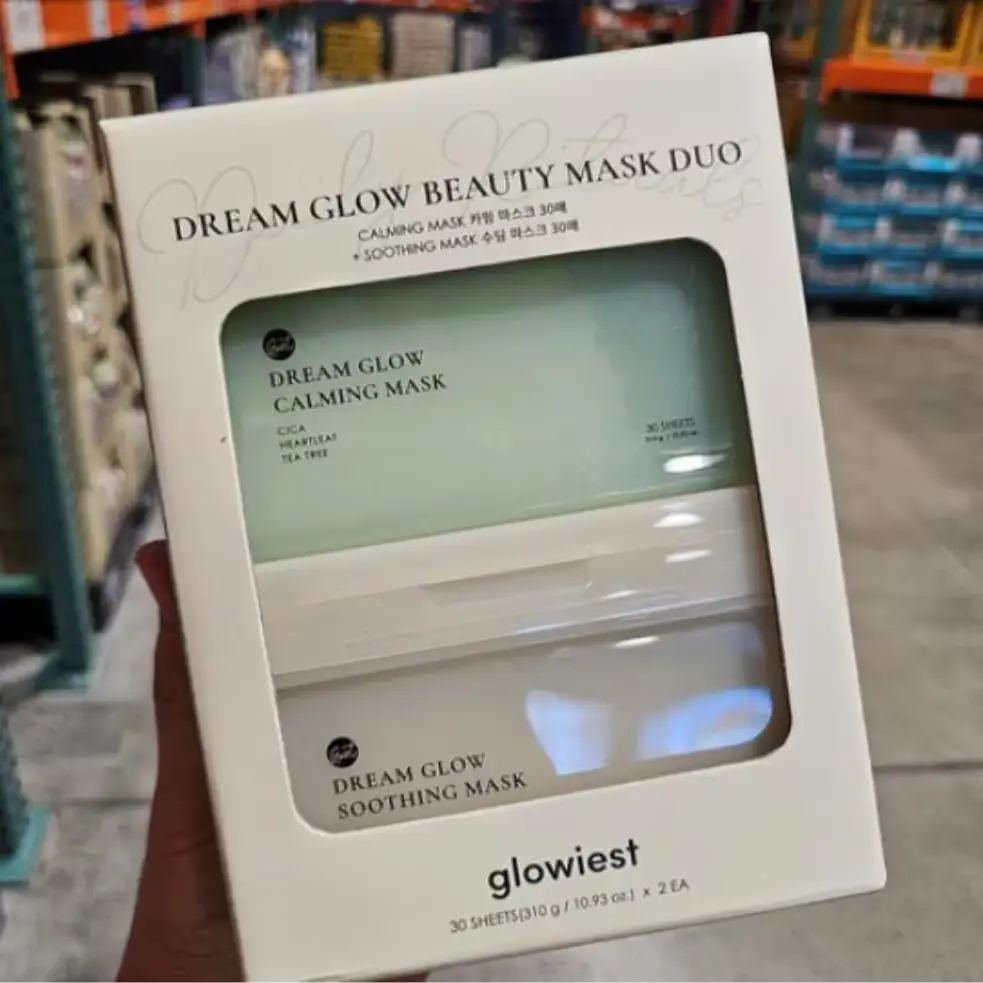 Daily Rituals
DREAM GLOW BEAUTY MASK DUO
CALMING MASK 카밍 마스크 30매
+ SOOTHING MASK 수딩 마스크 30매
DREAM GLOW
CALMING MASK
CICA
HEARTLEAF
TEA TREE
30 SHEETS
DREAM GLOW
SOOTHING MASK
glowiest
30 SHEETS(310 g / 10.93 oz.) x 2 EA